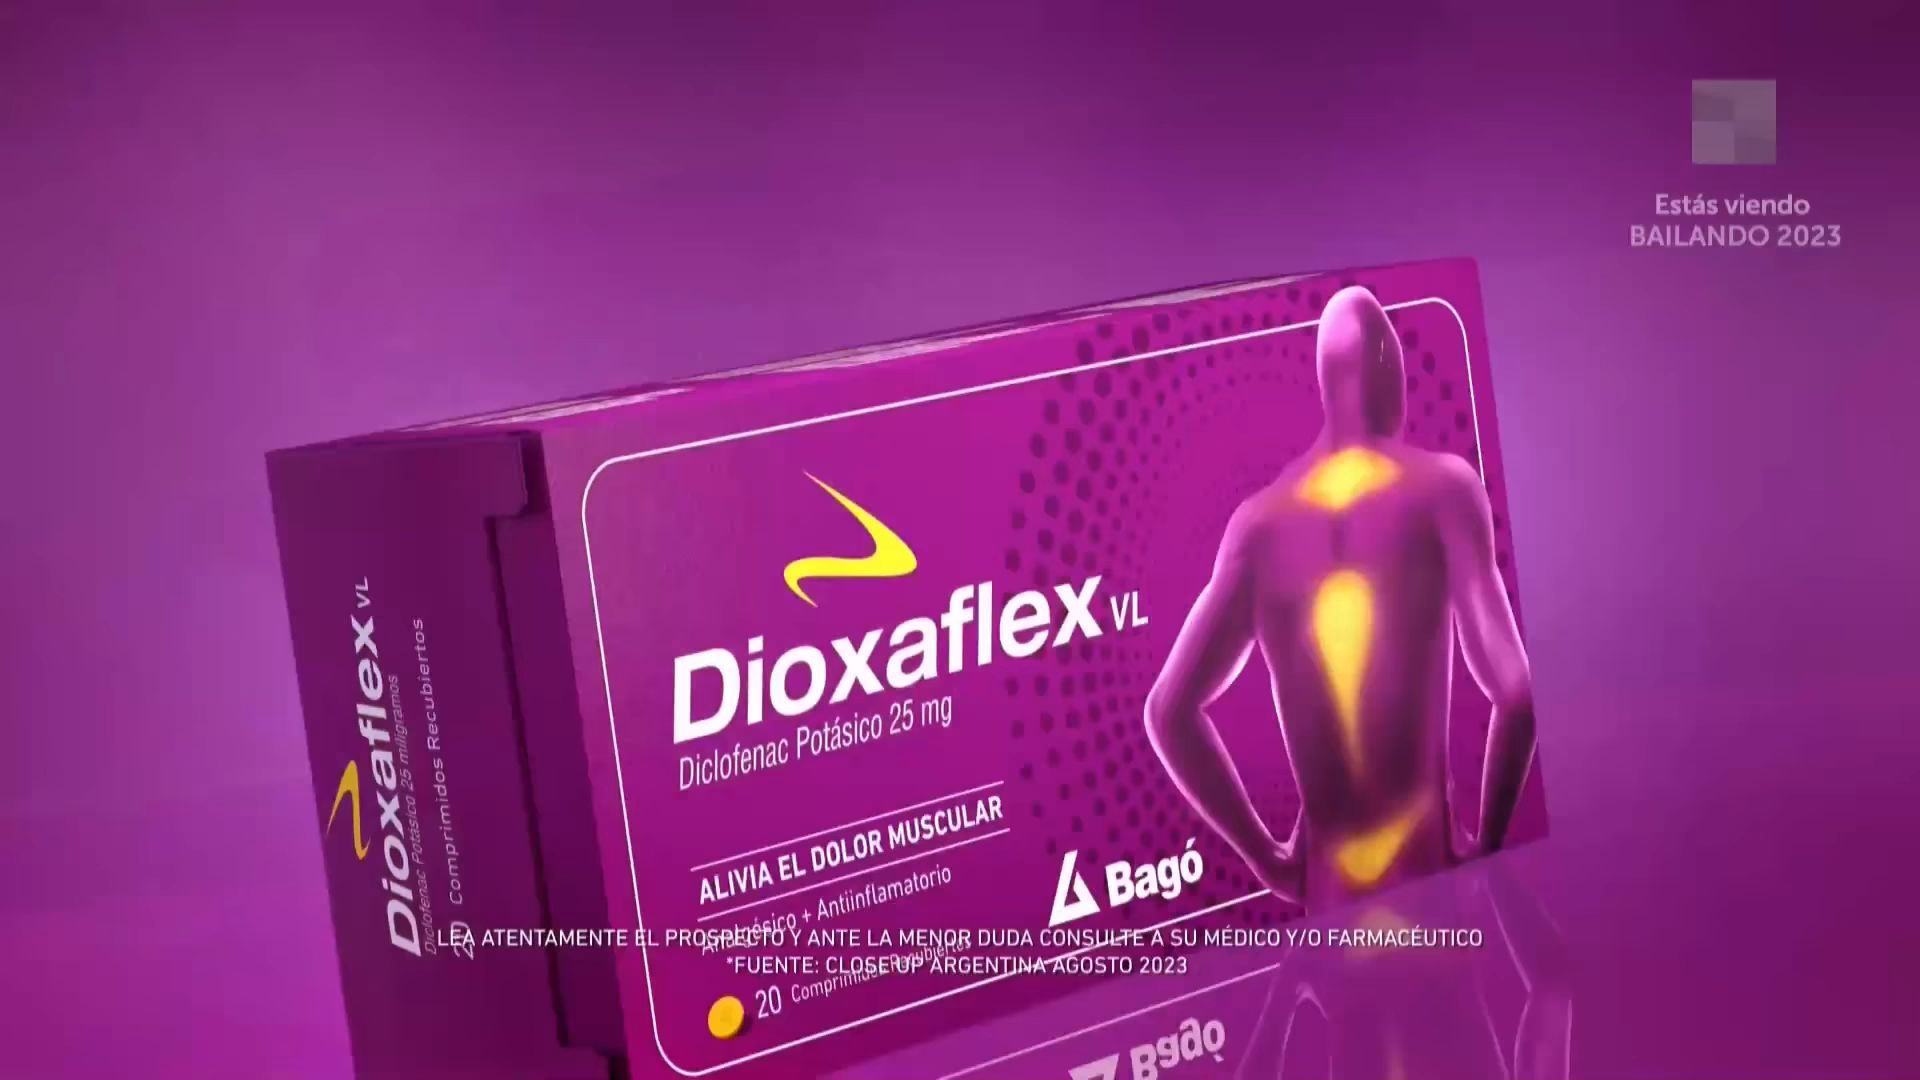 Estás viendo
BAILANDO 2023
Dioxaflex VL
Diclofenac Potásico 25 miligramos
20 Comprimidos Recubiertos
Dioxaflex VL
Diclofenac Potásico 25 mg
ALIVIA EL DOLOR MUSCULAR
Analgésico + Antiinflamatorio
Bagó
20 Comprimidos Recubiertos
LEA ATENTAMENTE EL PROSPECTO Y ANTE LA MENOR DUDA CONSULTE A SU MÉDICO Y/O FARMACÉUTICO
*FUENTE: CLOSE UP ARGENTINA AGOSTO 2023
Bagó